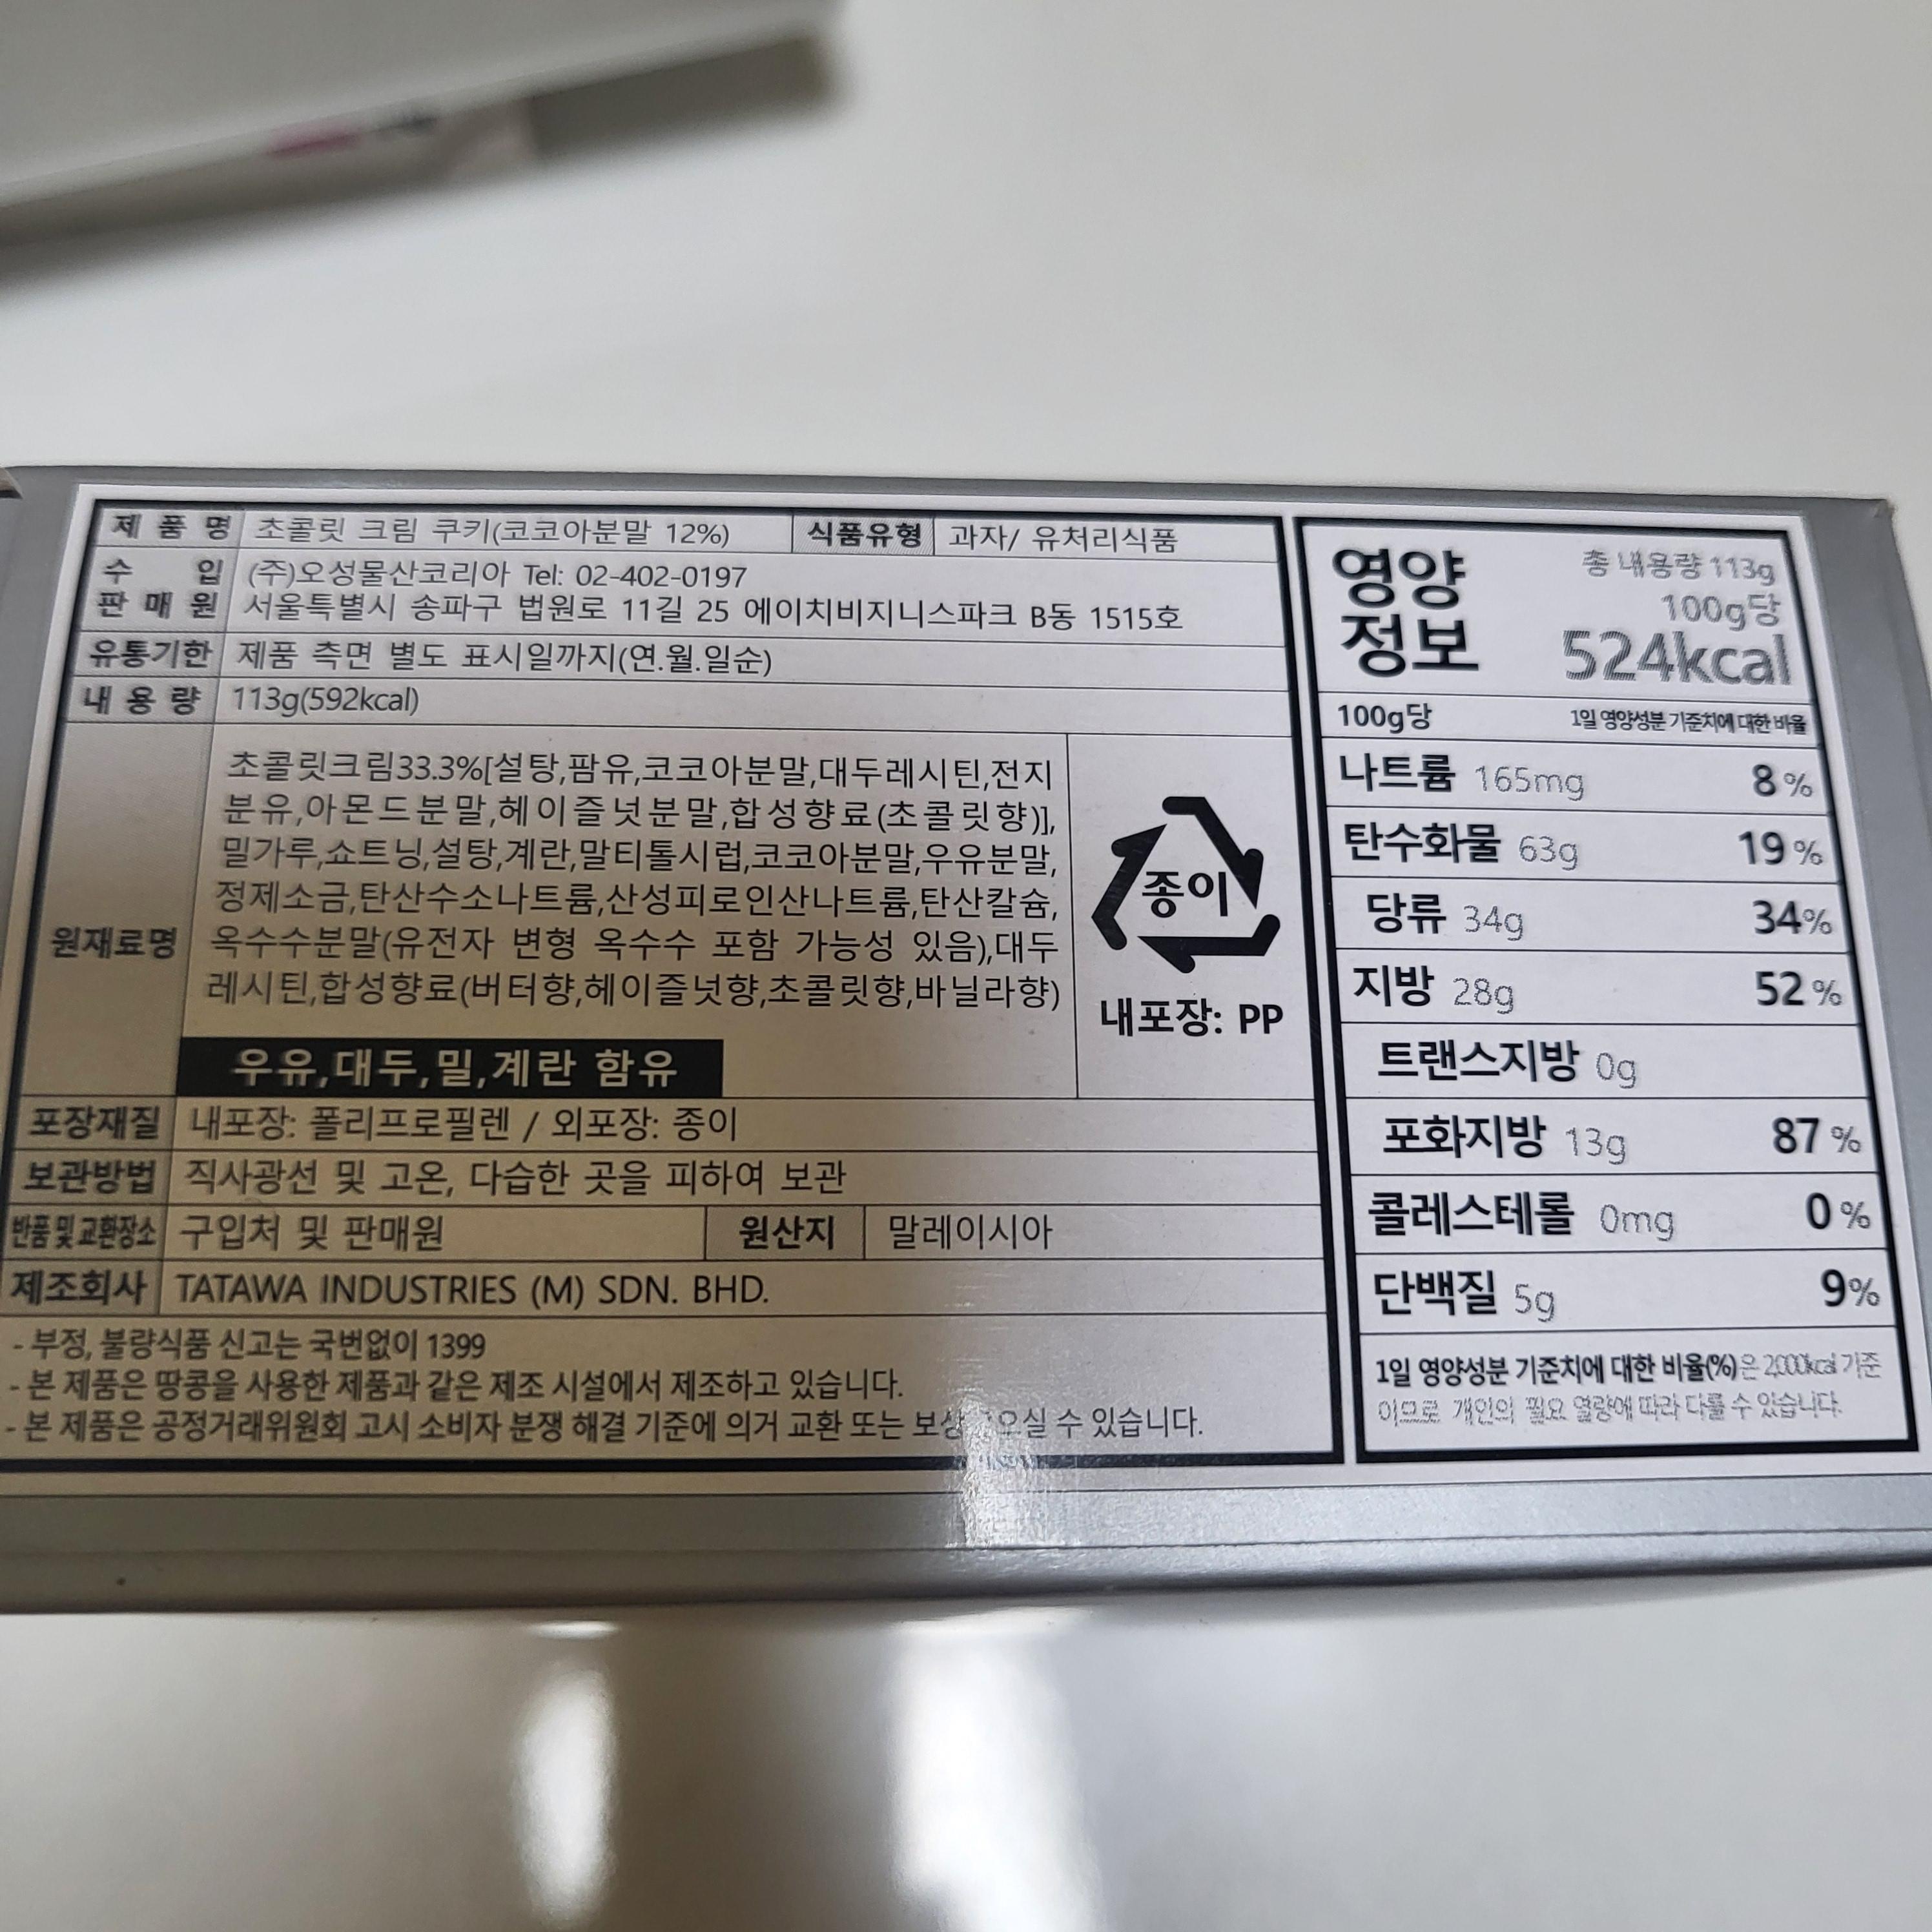 제 품 명 초콜릿 크림 쿠키(코코아분말 12%) 식품유형 과자/ 유처리식품
수 입 (주)오성물산코리아 Tel: 02-402-0197
판 매 원 서울특별시 송파구 법원로 11길 25 에이치비지니스파크 B동 1515호
유통기한 제품 측면 별도 표시일까지(연.월.일순)
내 용 량 113g(592kcal)
원재료명
초콜릿크림33.3%[설탕,팜유,코코아분말,대두레시틴,전지
분유,아몬드분말,헤이즐넛분말,합성향료(초콜릿향)],
밀가루,쇼트닝,설탕,계란,말티톨시럽,코코아분말,우유분말,
정제소금,탄산수소나트륨,산성피로인산나트륨,탄산칼슘,
옥수수분말(유전자 변형 옥수수 포함 가능성 있음),대두
레시틴,합성향료(버터향,헤이즐넛향,초콜릿향,바닐라향)
우유,대두,밀,계란 함유
종이
내포장: PP
포장재질 내포장: 폴리프로필렌 / 외포장: 종이
보관방법 직사광선 및 고온, 다습한 곳을 피하여 보관
반품및교환장소 구입처 및 판매원 원산지 말레이시아
제조회사 TATAWA INDUSTRIES (M) SDN. BHD.
- 부정, 불량식품 신고는 국번없이 1399
- 본 제품은 땅콩을 사용한 제품과 같은 제조 시설에서 제조하고 있습니다.
- 본 제품은 공정거래위원회 고시 소비자 분쟁 해결 기준에 의거 교환 또는 보상 수 있습니다.
영양
정보
총 내용량 113g
100g당
524kcal
100g당 1일 영양성분 기준치에 대한 비율
나트륨 165mg 8 %
탄수화물 63g 19 %
당류 34g 34%
지방 28g 52 %
트랜스지방 0g
포화지방 13g 87 %
콜레스테롤 0mg 0 %
단백질 5g 9%
1일 영양성분 기준치에 대한 비율(%)은 2,000kcal 기준
이므로 개인의 필요 열량에 따라 다를 수 있습니다.